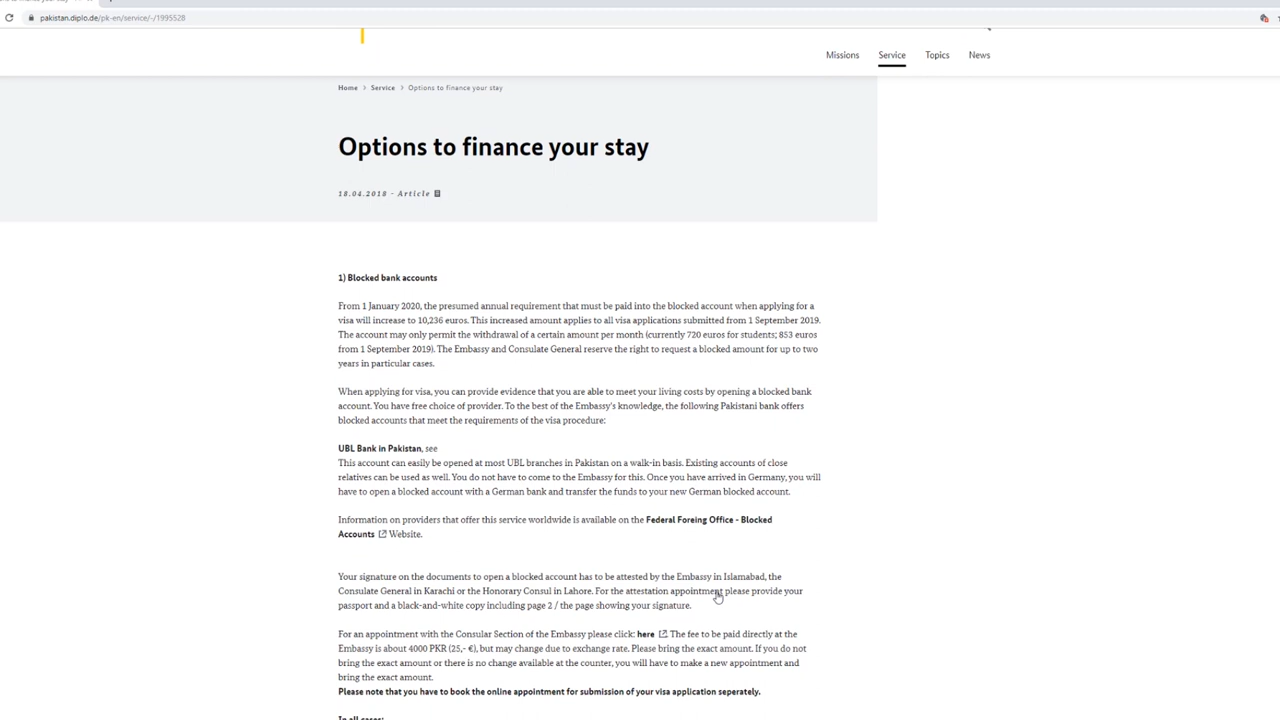 pakistan.diplo.de/pk-en/service/-/1995528
Missions
Service
Topics
News
Home > Service > Options to finance your stay
Options to finance your stay
18.04.2018 - Article
1) Blocked bank accounts
From 1 January 2020, the presumed annual requirement that must be paid into the blocked account when applying for a
visa will increase to 10,236 euros. This increased amount applies to all visa applications submitted from 1 September 2019.
The account may only permit the withdrawal of a certain amount per month (currently 720 euros for students; 853 euros
from 1 September 2019). The Embassy and Consulate General reserve the right to request a blocked amount for up to two
years in particular cases.
When applying for visa, you can provide evidence that you are able to meet your living costs by opening a blocked bank
account. You have free choice of provider. To the best of the Embassy's knowledge, the following Pakistani bank offers
blocked accounts that meet the requirements of the visa procedure:
UBL Bank in Pakistan, see
This account can easily be opened at most UBL branches in Pakistan on a walk-in basis. Existing accounts of close
relatives can be used as well. You do not have to come to the Embassy for this. Once you have arrived in Germany, you will
have to open a blocked account with a German bank and transfer the funds to your new German blocked account.
Information on providers that offer this service worldwide is available on the Federal Foreing Office - Blocked
Accounts Website.
Your signature on the documents to open a blocked account has to be attested by the Embassy in Islamabad, the
Consulate General in Karachi or the Honorary Consul in Lahore. For the attestation appointment please provide your
passport and a black-and-white copy including page 2 / the page showing your signature.
For an appointment with the Consular Section of the Embassy please click: here . The fee to be paid directly at the
Embassy is about 4000 PKR (25,- €), but may change due to exchange rate. Please bring the exact amount. If you do not
bring the exact amount or there is no change available at the counter, you will have to make a new appointment and
bring the exact amount.
Please note that you have to book the online appointment for submission of your visa application seperately.
In all cases: